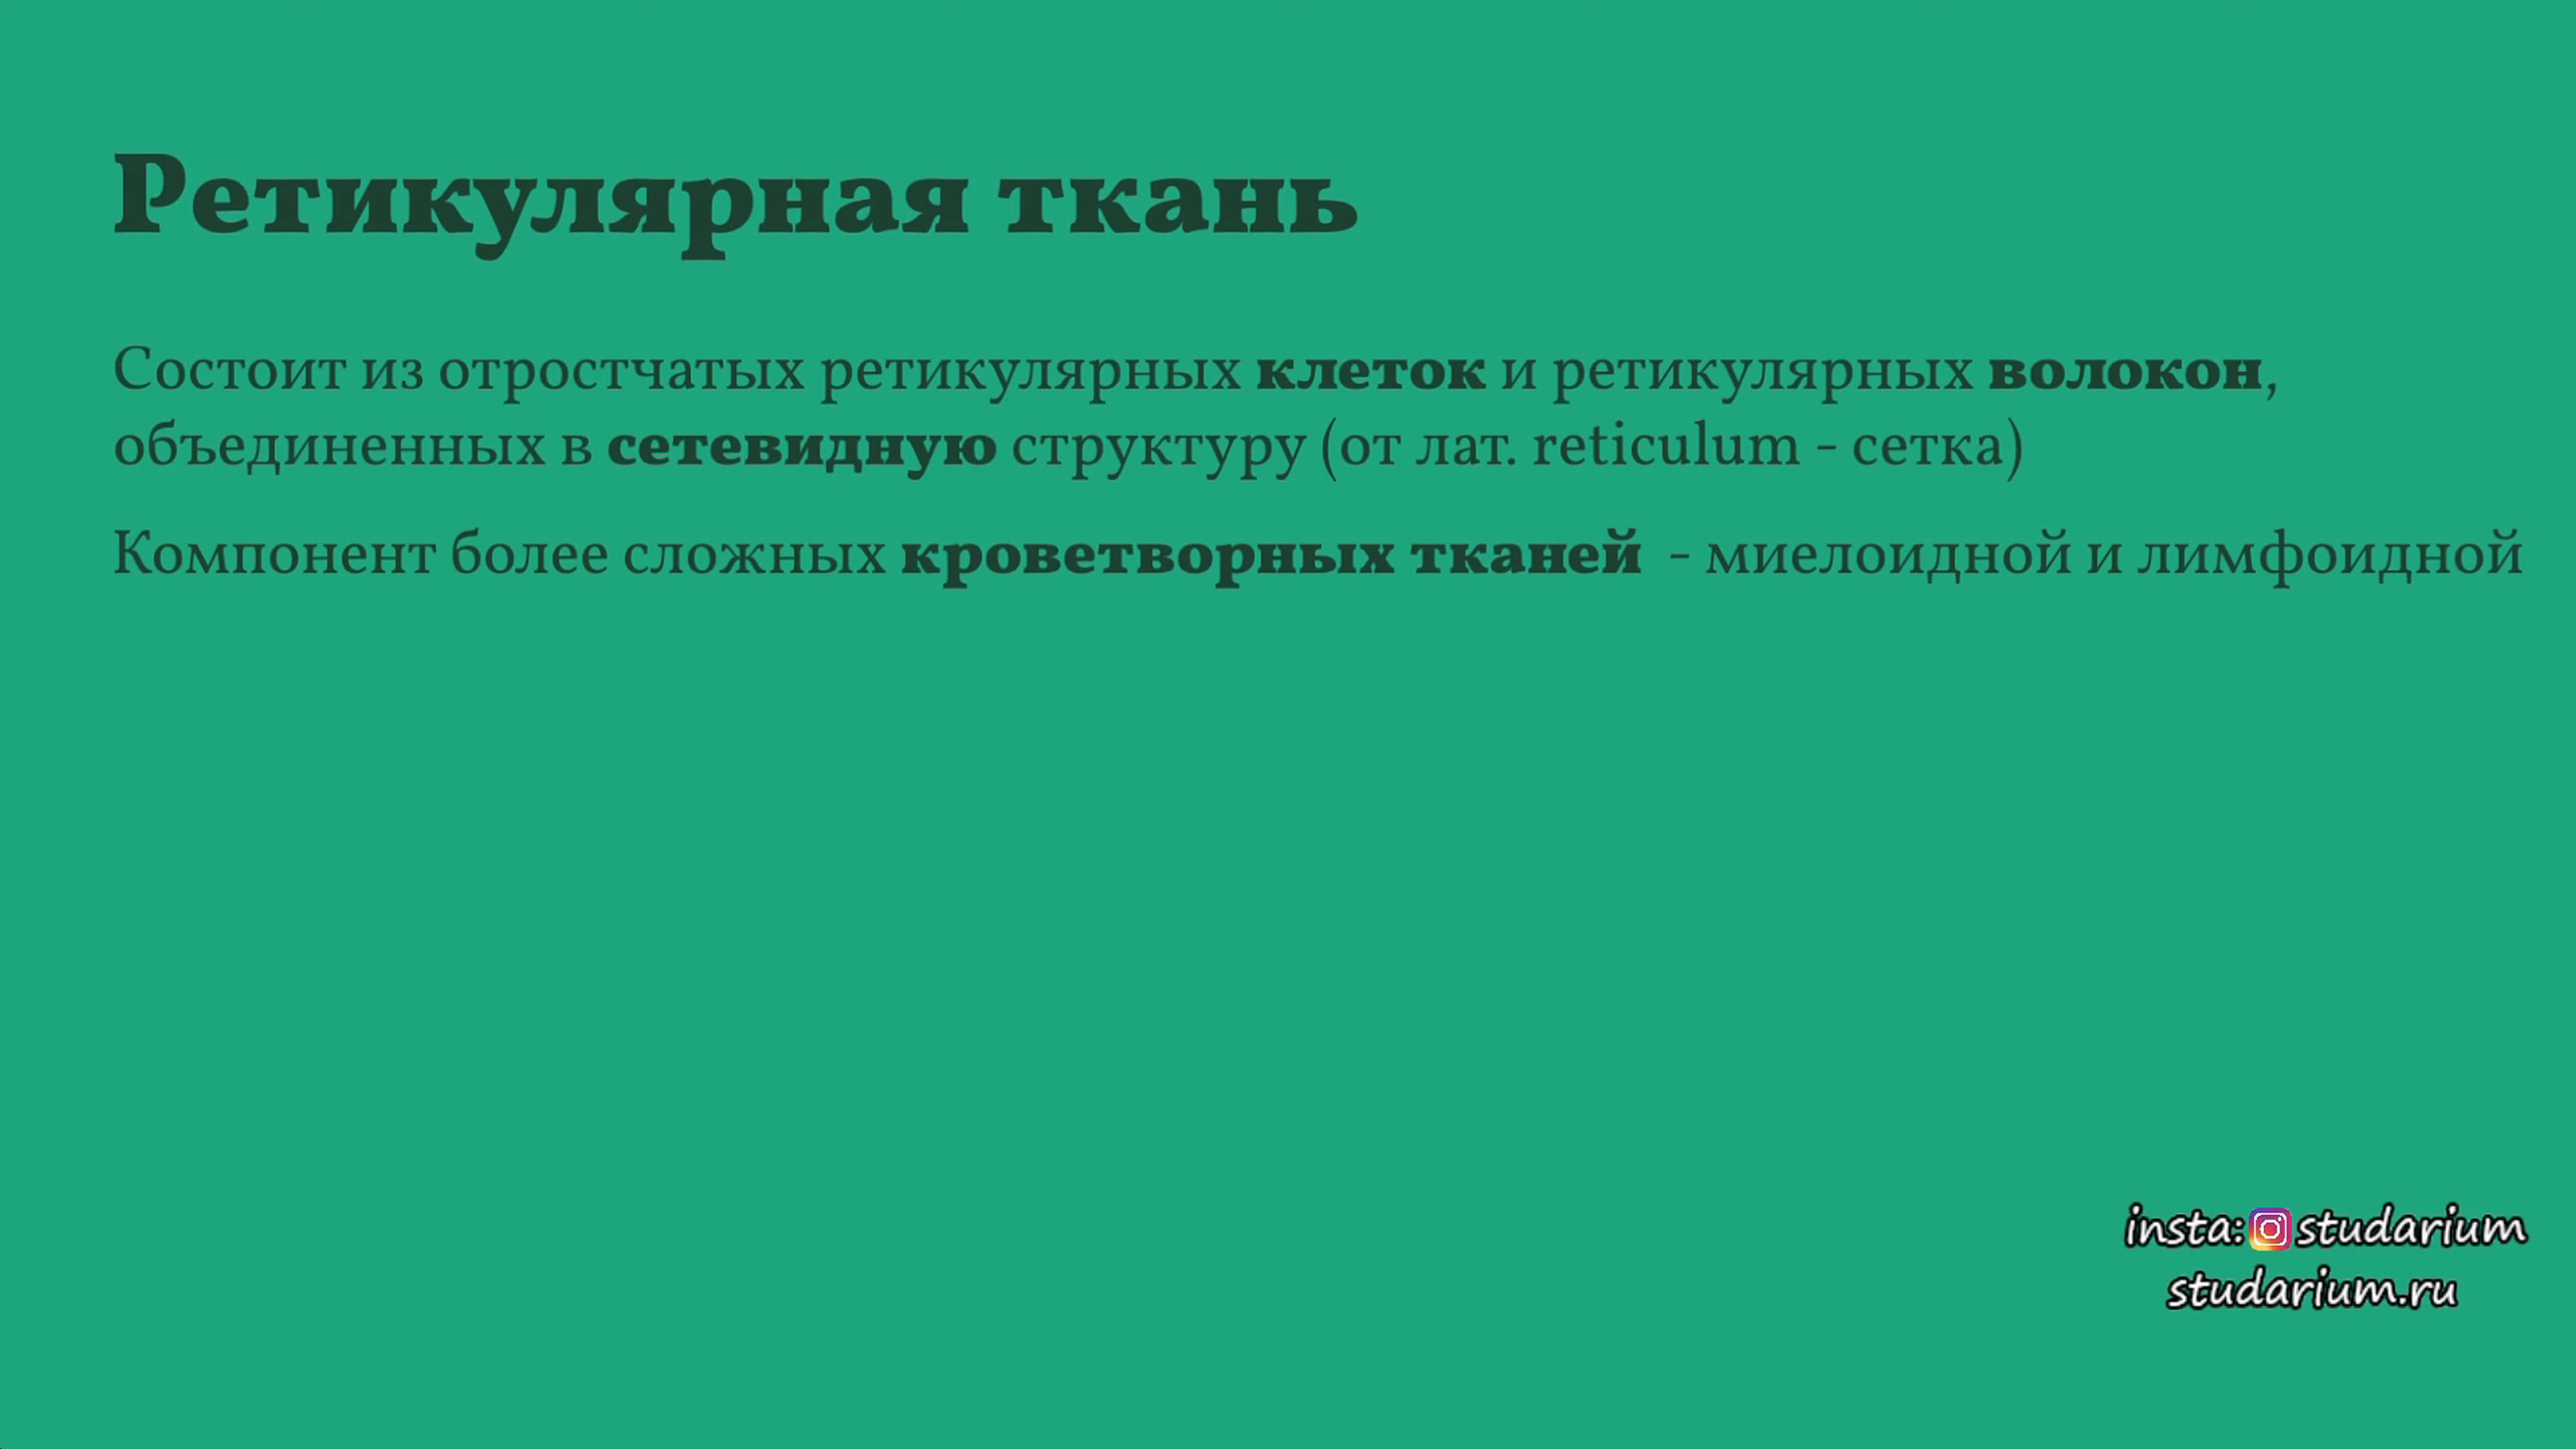 Ретикулярная ткань
Состоит из отростчатых ретикулярных клеток и ретикулярных волокон,
объединенных в сетевидную структуру (от лат. reticulum - сетка)
Компонент более сложных кроветворных тканей - миелоидной и лимфоидной
insta: studarium
studarium.ru